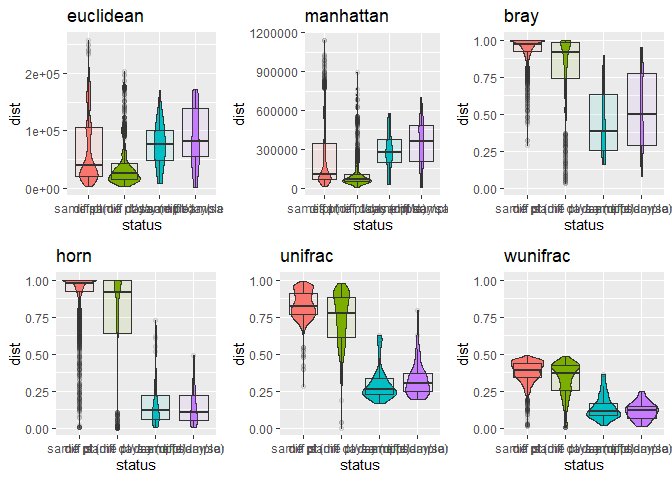 euclidean
dist
2e+05
1e+05
0e+00
status
manhattan
dist
1200000
900000
600000
300000
0
status
bray
dist
1.00
0.75
0.50
0.25
0.00
status
horn
dist
1.00
0.75
0.50
0.25
0.00
status
unifrac
dist
1.00
0.75
0.50
0.25
0.00
status
wunifrac
dist
1.00
0.75
0.50
0.25
0.00
status